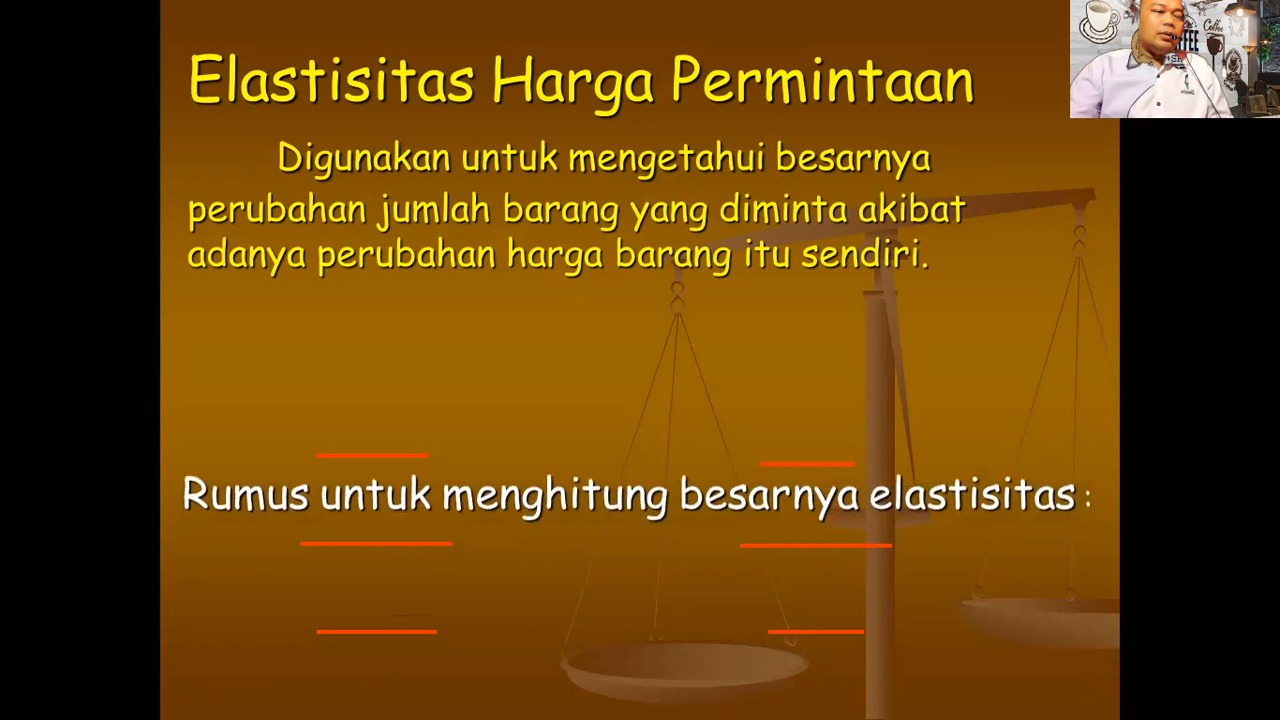 Elastisitas Harga Permintaan
Digunakan untuk mengetahui besarnya
perubahan jumlah barang yang diminta akibat
adanya perubahan harga barang itu sendiri.
Rumus untuk menghitung besarnya elastisitas :
Coffee